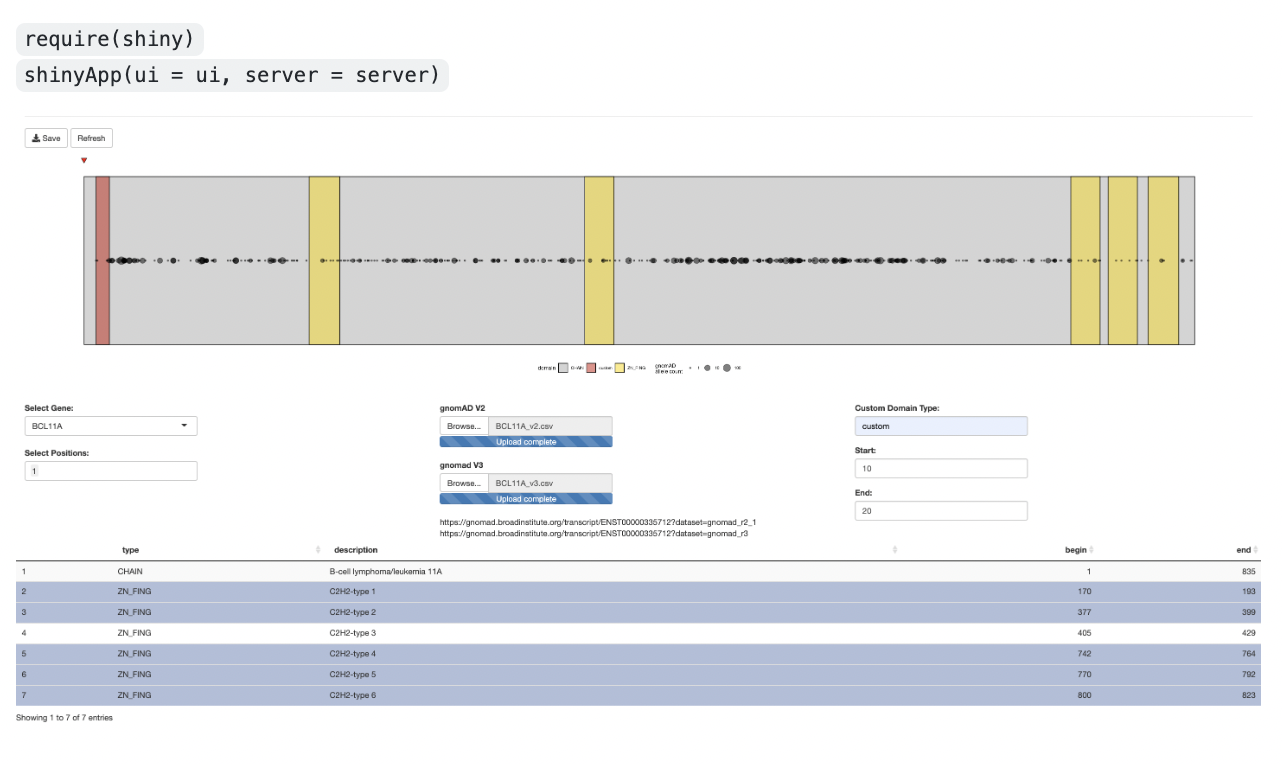 require(shiny)
shinyApp(ui = ui, server = server)
Save Refresh
domain CHAIN custom ZN_FING gnomAD allele count 1 10 100
Select Gene:
BCL11A
Select Positions:
1
gnomAD V2
Browse... BCL11A_v2.csv
Upload complete
gnomad V3
Browse... BCL11A_v3.csv
Upload complete
https://gnomad.broadinstitute.org/transcript/ENST00000335712?dataset=gnomad_r2_1
https://gnomad.broadinstitute.org/transcript/ENST00000335712?dataset=gnomad_r3
Custom Domain Type:
custom
Start:
10
End:
20
type description begin end
1 CHAIN B-cell lymphoma/leukemia 11A 1 835
2 ZN_FING C2H2-type 1 170 193
3 ZN_FING C2H2-type 2 377 399
4 ZN_FING C2H2-type 3 405 429
5 ZN_FING C2H2-type 4 742 764
6 ZN_FING C2H2-type 5 770 792
7 ZN_FING C2H2-type 6 800 823
Showing 1 to 7 of 7 entries